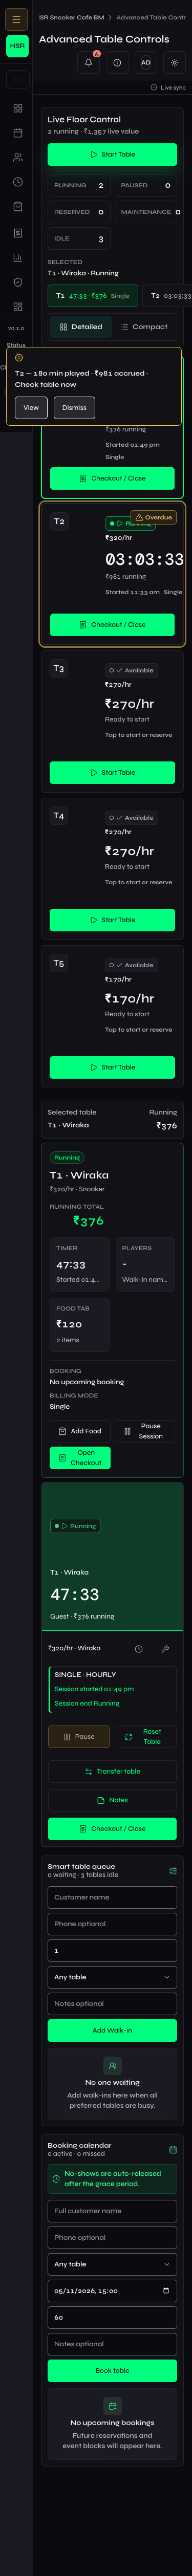 HSR
ISR Snooker Cafe BM > Advanced Table Contr
Advanced Table Controls
6
AD
Live sync
v0.1.0
Status
Live Floor Control
2 running · ₹1,357 live value
Start Table
RUNNING 2
PAUSED 0
RESERVED 0
MAINTENANCE 0
IDLE 3
SELECTED
T1 · Wiraka · Running
T1 47:33 · ₹376 Single
T2 03:03:33
Detailed
Compact
T2 — 180 min played · ₹981 accrued ·
Check table now
View
Dismiss
₹376 running
Started 01:49 pm
Single
Checkout / Close
T2
Overdue
₹320/hr
03:03:33
₹981 running
Started 11:33 am Single
Checkout / Close
T3
Available
₹270/hr
₹270/hr
Ready to start
Tap to start or reserve
Start Table
T4
Available
₹270/hr
₹270/hr
Ready to start
Tap to start or reserve
Start Table
T5
Available
₹170/hr
₹170/hr
Ready to start
Tap to start or reserve
Start Table
Selected table
Running
T1 · Wiraka
₹376
Running
T1 · Wiraka
₹320/hr · Snooker
RUNNING TOTAL
₹376
TIMER
47:33
Started 01:4...
PLAYERS
-
Walk-in nam...
FOOD TAB
₹120
2 items
BOOKING
No upcoming booking
BILLING MODE
Single
Add Food
Pause
Session
Open
Checkout
Running
T1 · Wiraka
47:33
Guest · ₹376 running
₹320/hr · Wiraka
SINGLE · HOURLY
Session started 01:49 pm
Session end Running
Pause
Reset
Table
Transfer table
Notes
Checkout / Close
Smart table queue
0 waiting · 3 tables idle
Customer name
Phone optional
1
Any table
Notes optional
Add Walk-in
No one waiting
Add walk-ins here when all
preferred tables are busy.
Booking calendar
0 active · 0 missed
No-shows are auto-released
after the grace period.
Full customer name
Phone optional
Any table
05/11/2026, 15:00
60
Notes optional
Book table
No upcoming bookings
Future reservations and
event blocks will appear here.